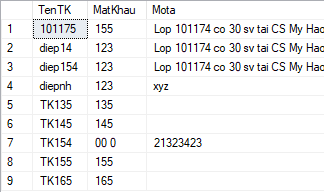 TenTK MatKhau Mota
1 101175 155 Lop 101174 co 30 sv tai CS My Hao
2 diep14 123 Lop 101174 co 30 sv tai CS My Hao
3 diep154 123 Lop 101174 co 30 sv tai CS My Hao
4 diepnh 123 xyz
5 TK135 135
6 TK145 145
7 TK154 00 0 21323423
8 TK155 155
9 TK165 165